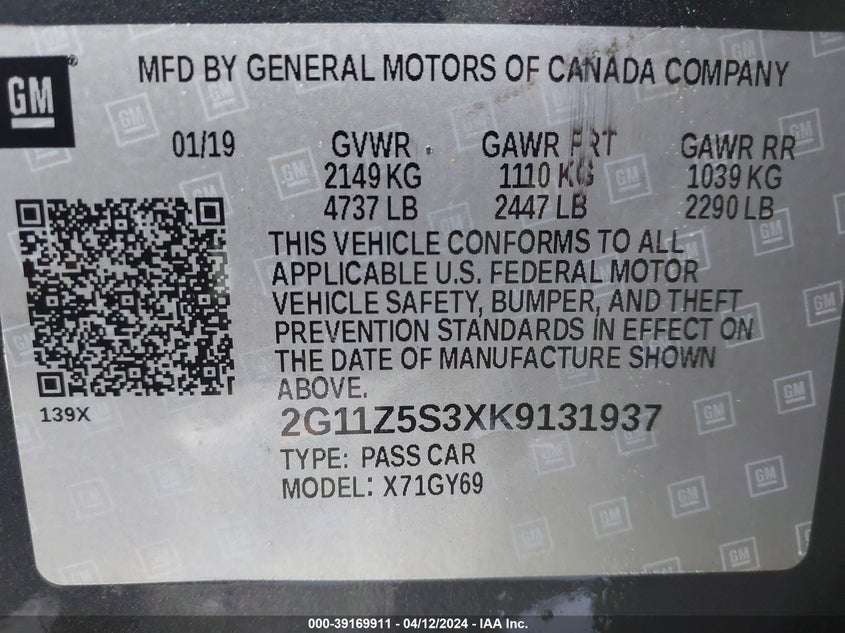 GM
MFD BY GENERAL MOTORS OF CANADA COMPANY
01/19 GVWR GAWR FRT GAWR RR
2149 KG 1110 KG 1039 KG
4737 LB 2447 LB 2290 LB
THIS VEHICLE CONFORMS TO ALL
APPLICABLE U.S. FEDERAL MOTOR
VEHICLE SAFETY, BUMPER, AND THEFT
PREVENTION STANDARDS IN EFFECT ON
THE DATE OF MANUFACTURE SHOWN
ABOVE.
139X
2G11Z5S3XK9131937
TYPE: PASS CAR
MODEL: X71GY69
000-39169911 - 04/12/2024 - IAA Inc.